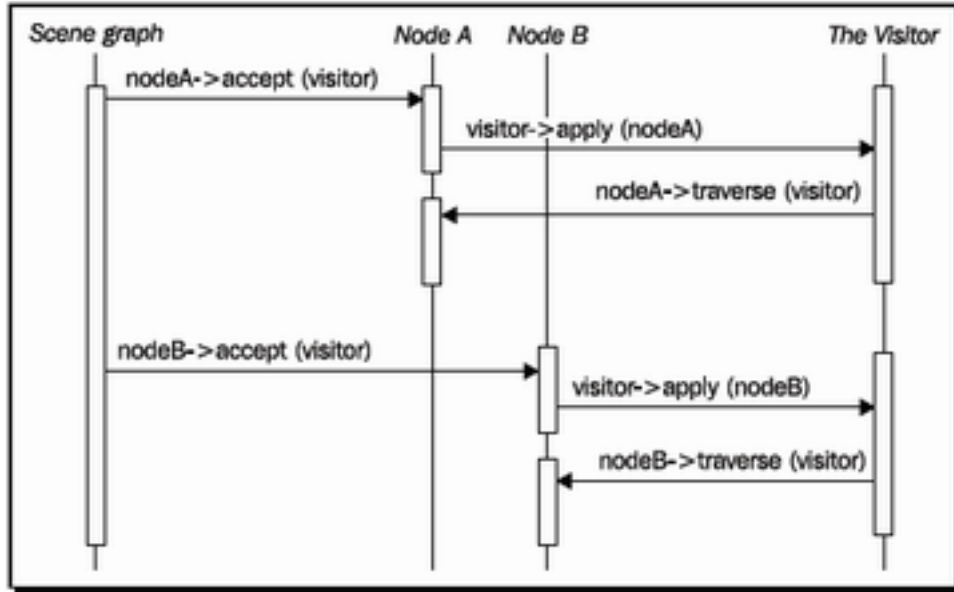 Scene graph Node A Node B The Visitor
nodeA->accept (visitor)
visitor->apply (nodeA)
nodeA->traverse (visitor)
nodeB->accept (visitor)
visitor->apply (nodeB)
nodeB->traverse (visitor)